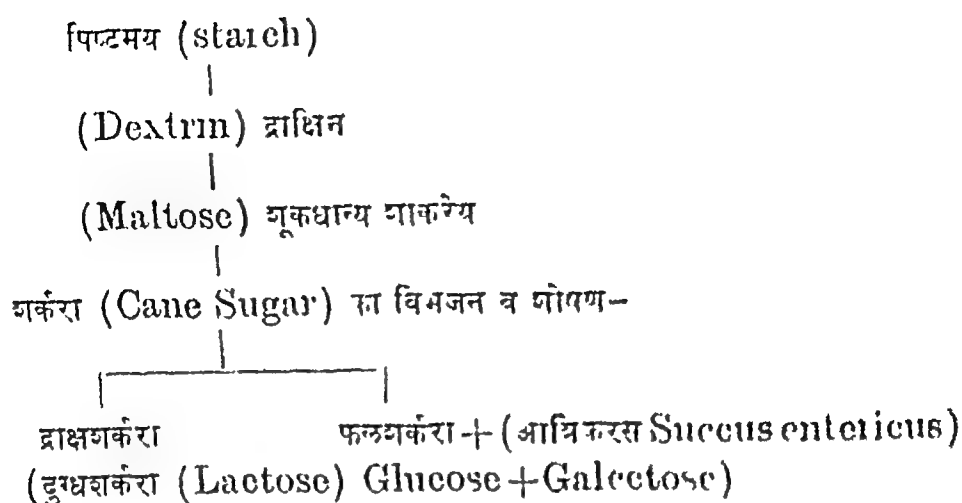 पिष्टमय (starch)
(Dextrin) द्राक्षिन
(Maltose) शूकधान्य शाकरेय
शर्करा (Cane Sugar) का विभजन व शोषण-
द्राक्षशर्करा फलशर्करा+(आत्रिकरस Succus entericus)
(दुग्धशर्करा (Lactose) Glucose+Galectose)